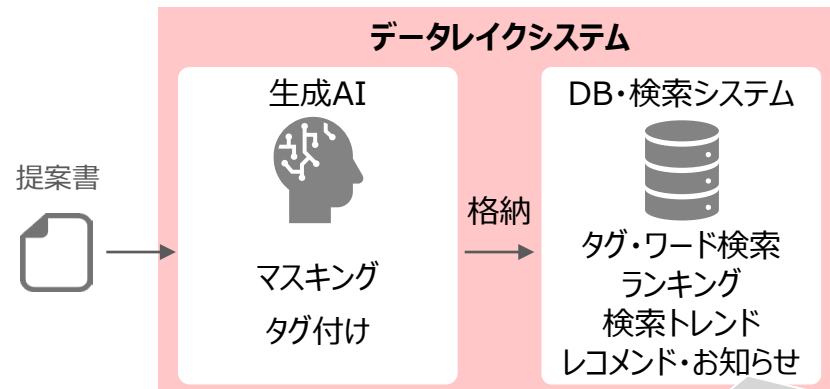 データレイクシステム
生成AI
DB・検索システム
提案書
格納
マスキング
タグ付け
タグ・ワード検索
ランキング
検索トレンド
レコメンド・お知らせ